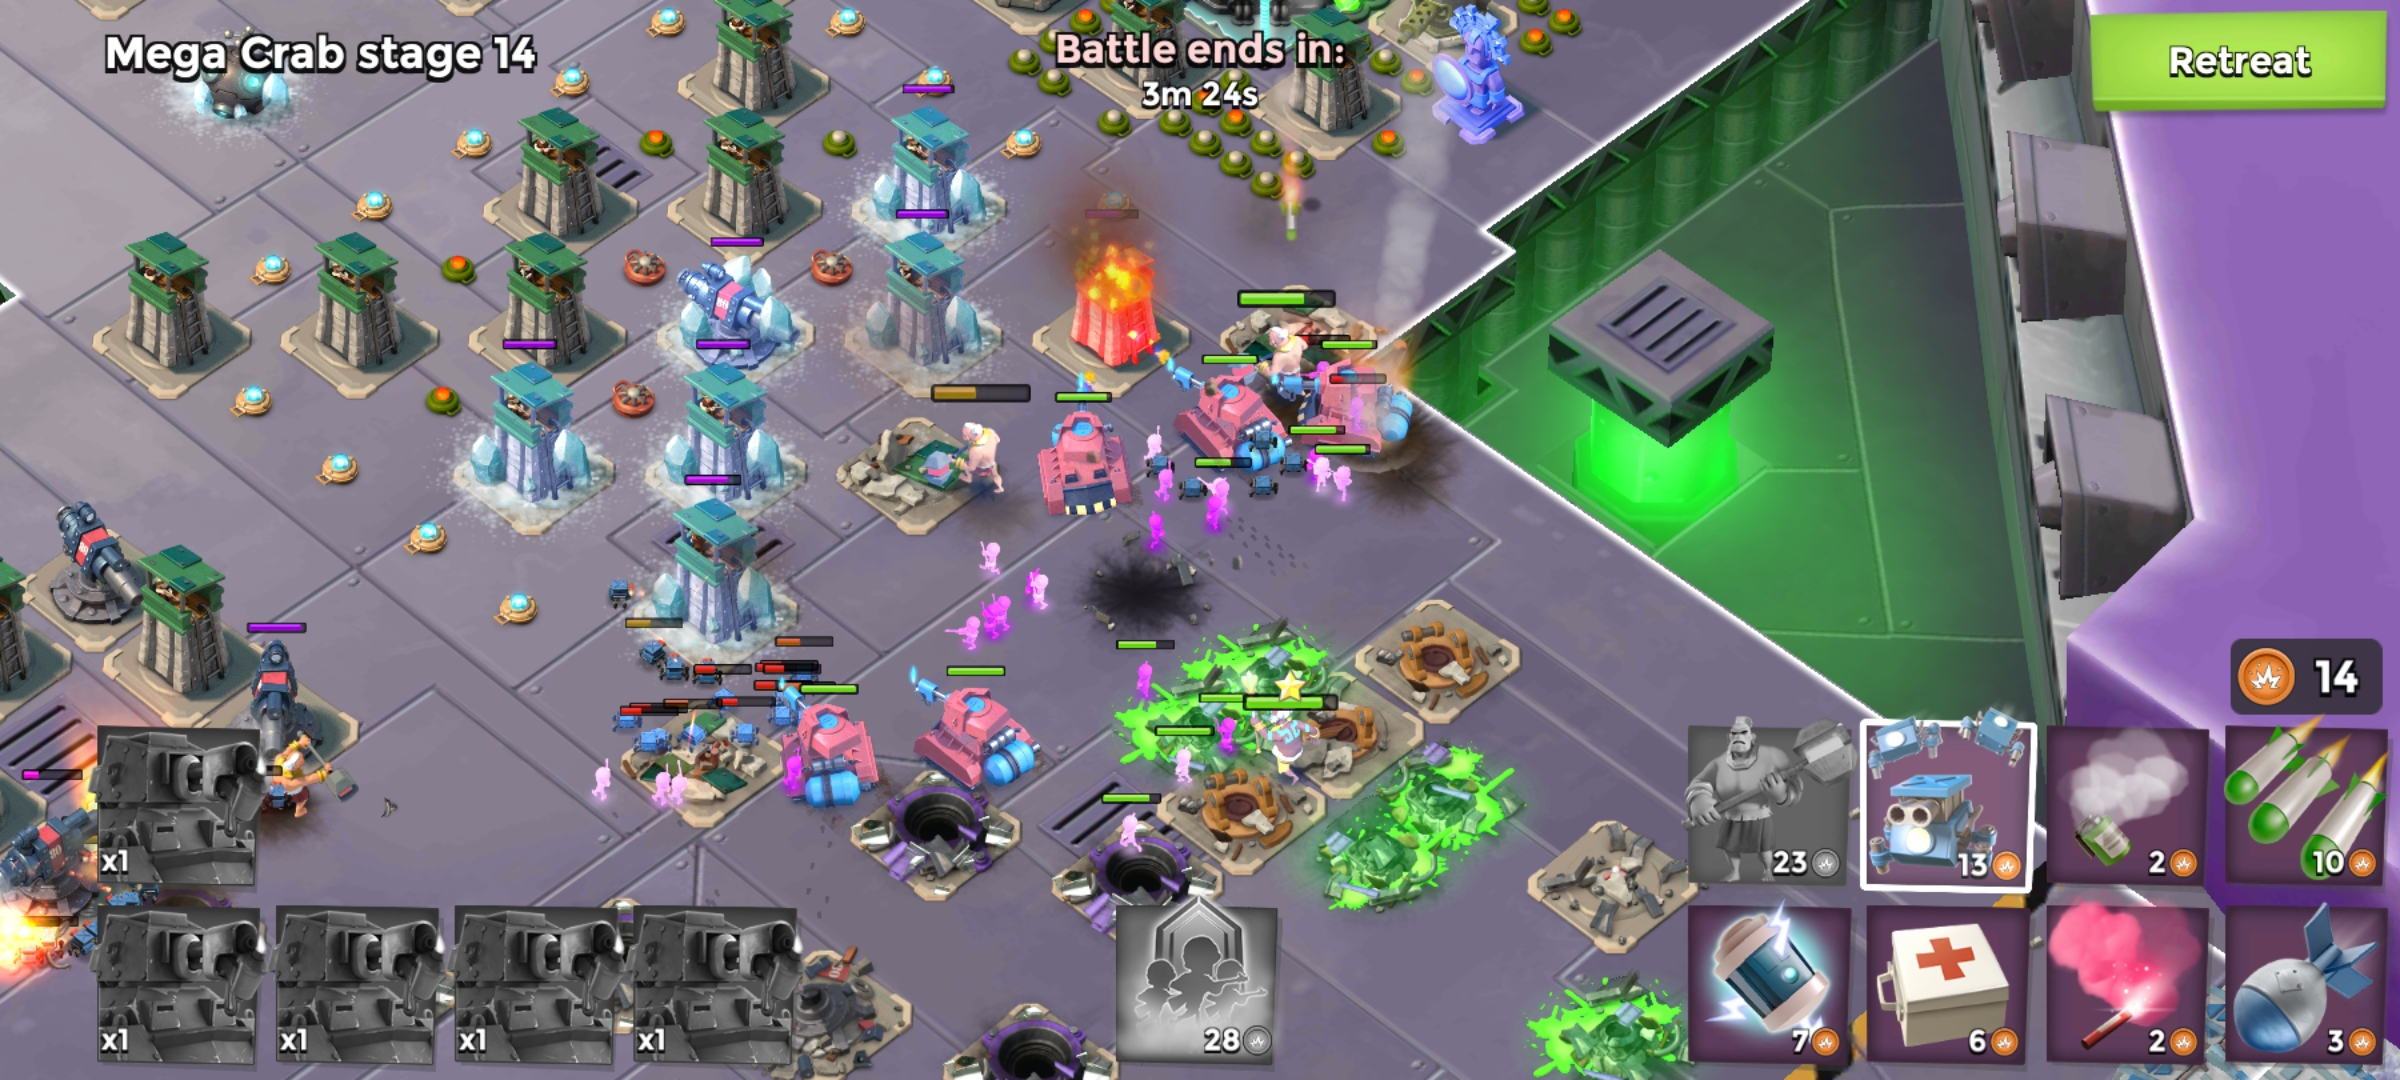 Mega Crab stage 14
Battle ends in:
3m 24s
Retreat
14
23
13
2
10
x1
x1
x1
x1
x1
28
7
6
2
3